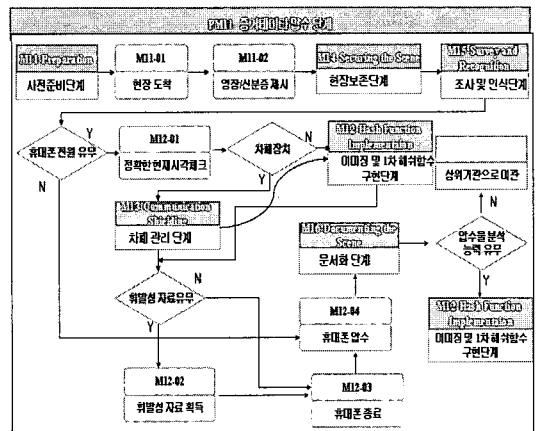 PM11. 증거데이타 압수 단계
M11-Preparation
사전준비단계
M11-01
현장 도착
M11-02
영장/신분증 제시
M14-Securing the Scene
현장보존단계
M15-Survey and Recognition
조사 및 인식단계
휴대폰 전원 유무
Y
N
M12-01
정확한 현재시각체크
차폐장치
N
Y
M12-Hash Function Implementation
이미징 및 1차 해쉬함수 구현단계
상위기관으로 이관
M13-Communication Shielding
차폐 관리 단계
M16-Documenting the Scene
문서화 단계
N
압수물 분석 능력 유무
Y
휘발성 자료유무
N
Y
M12-04
휴대폰 압수
M12-Hash Function Implementation
이미징 및 1차 해쉬함수 구현단계
M12-02
휘발성 자료 획득
M12-03
휴대폰 종료